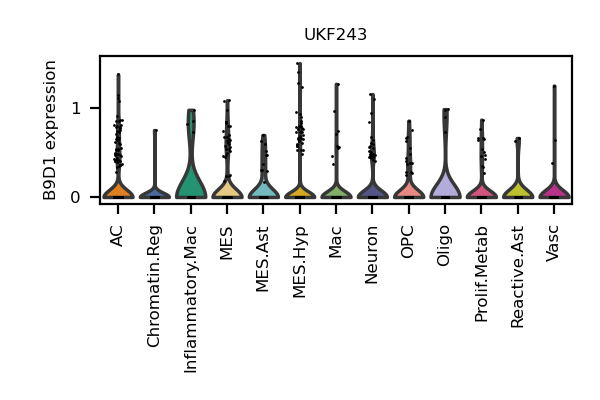 UKF243
B9D1 expression
1
0
AC
Chromatin.Reg
Inflammatory.Mac
MES
MES.Ast
MES.Hyp
Mac
Neuron
OPC
Oligo
Prolif.Metab
Reactive.Ast
Vasc